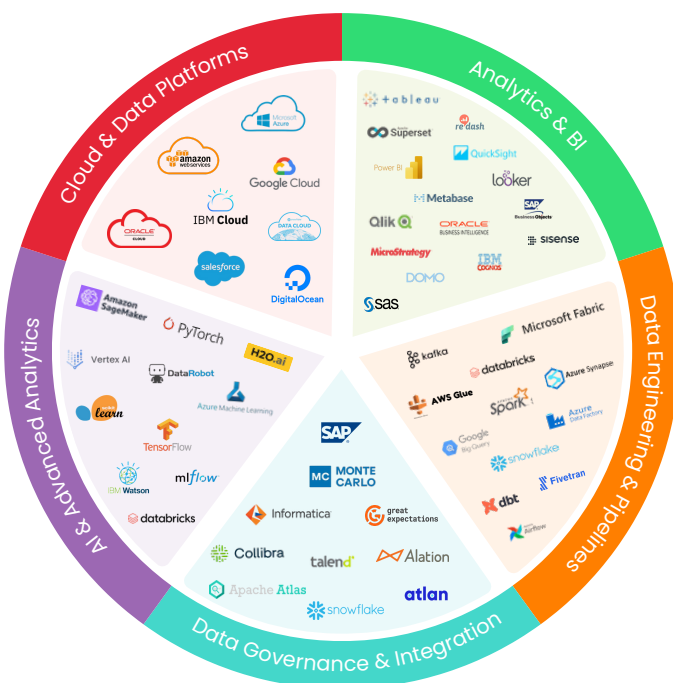 Cloud & Data Platforms
Microsoft
Azure
amazon
webservices
Google Cloud
IBM Cloud
ORACLE
CLOUD
DATA CLOUD
salesforce
DigitalOcean
Analytics & BI
+ableau
Superset
re:dash
Power BI
QuickSight
looker
Metabase
SAP
Business Objects
Qlik
ORACLE
BUSINESS INTELLIGENCE
sisense
MicroStrategy
IBM
COGNOS
DOMO
sas
Data Engineering & Pipelines
Microsoft Fabric
kafka
databricks
Azure Synapse
AWS Glue
Spark
Azure
Data Factory
Google
Big Query
snowflake
Fivetran
dbt
Airflow
Data Governance & Integration
SAP
MC
MONTE
CARLO
Informatica
great
expectations
Collibra
talend
Alation
Apache Atlas
atlan
snowflake
AI & Advanced Analytics
Amazon
SageMaker
PyTorch
H2O.ai
Vertex AI
DataRobot
learn
Azure Machine Learning
TensorFlow
IBM Watson
mlflow
databricks